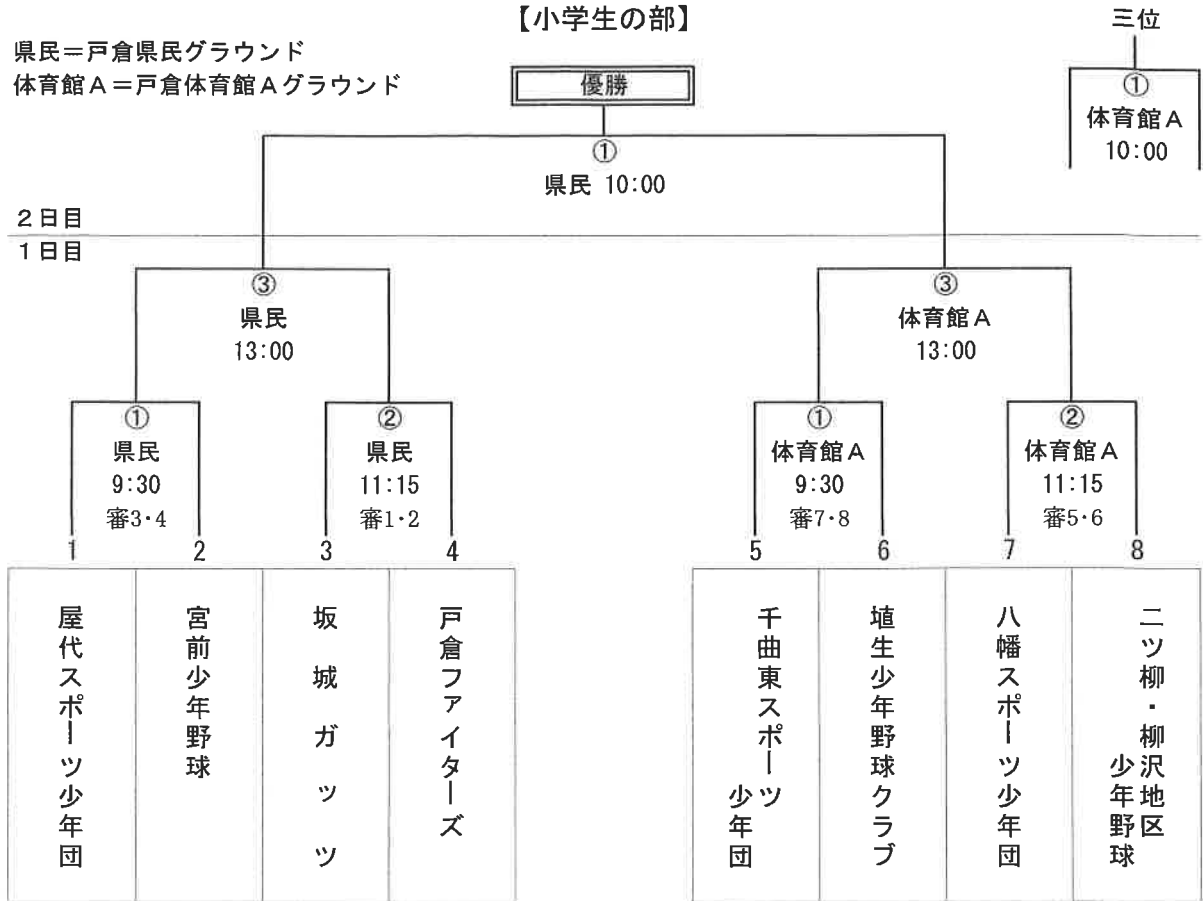 【小学生の部】
県民＝戸倉県民グラウンド
体育館Ａ＝戸倉体育館Ａグラウンド
優勝
①
県民 10:00
三位
①
体育館Ａ
10:00
２日目
１日目
③
県民
13:00
③
体育館Ａ
13:00
①
県民
9:30
審3・4
②
県民
11:15
審1・2
①
体育館Ａ
9:30
審7・8
②
体育館Ａ
11:15
審5・6
1
2
3
4
5
6
7
8
屋代スポーツ少年団
宮前少年野球
坂城ガッツ
戸倉ファイターズ
千曲東スポーツ
少年団
埴生少年野球クラブ
八幡スポーツ少年団
二ツ柳・柳沢地区
少年野球